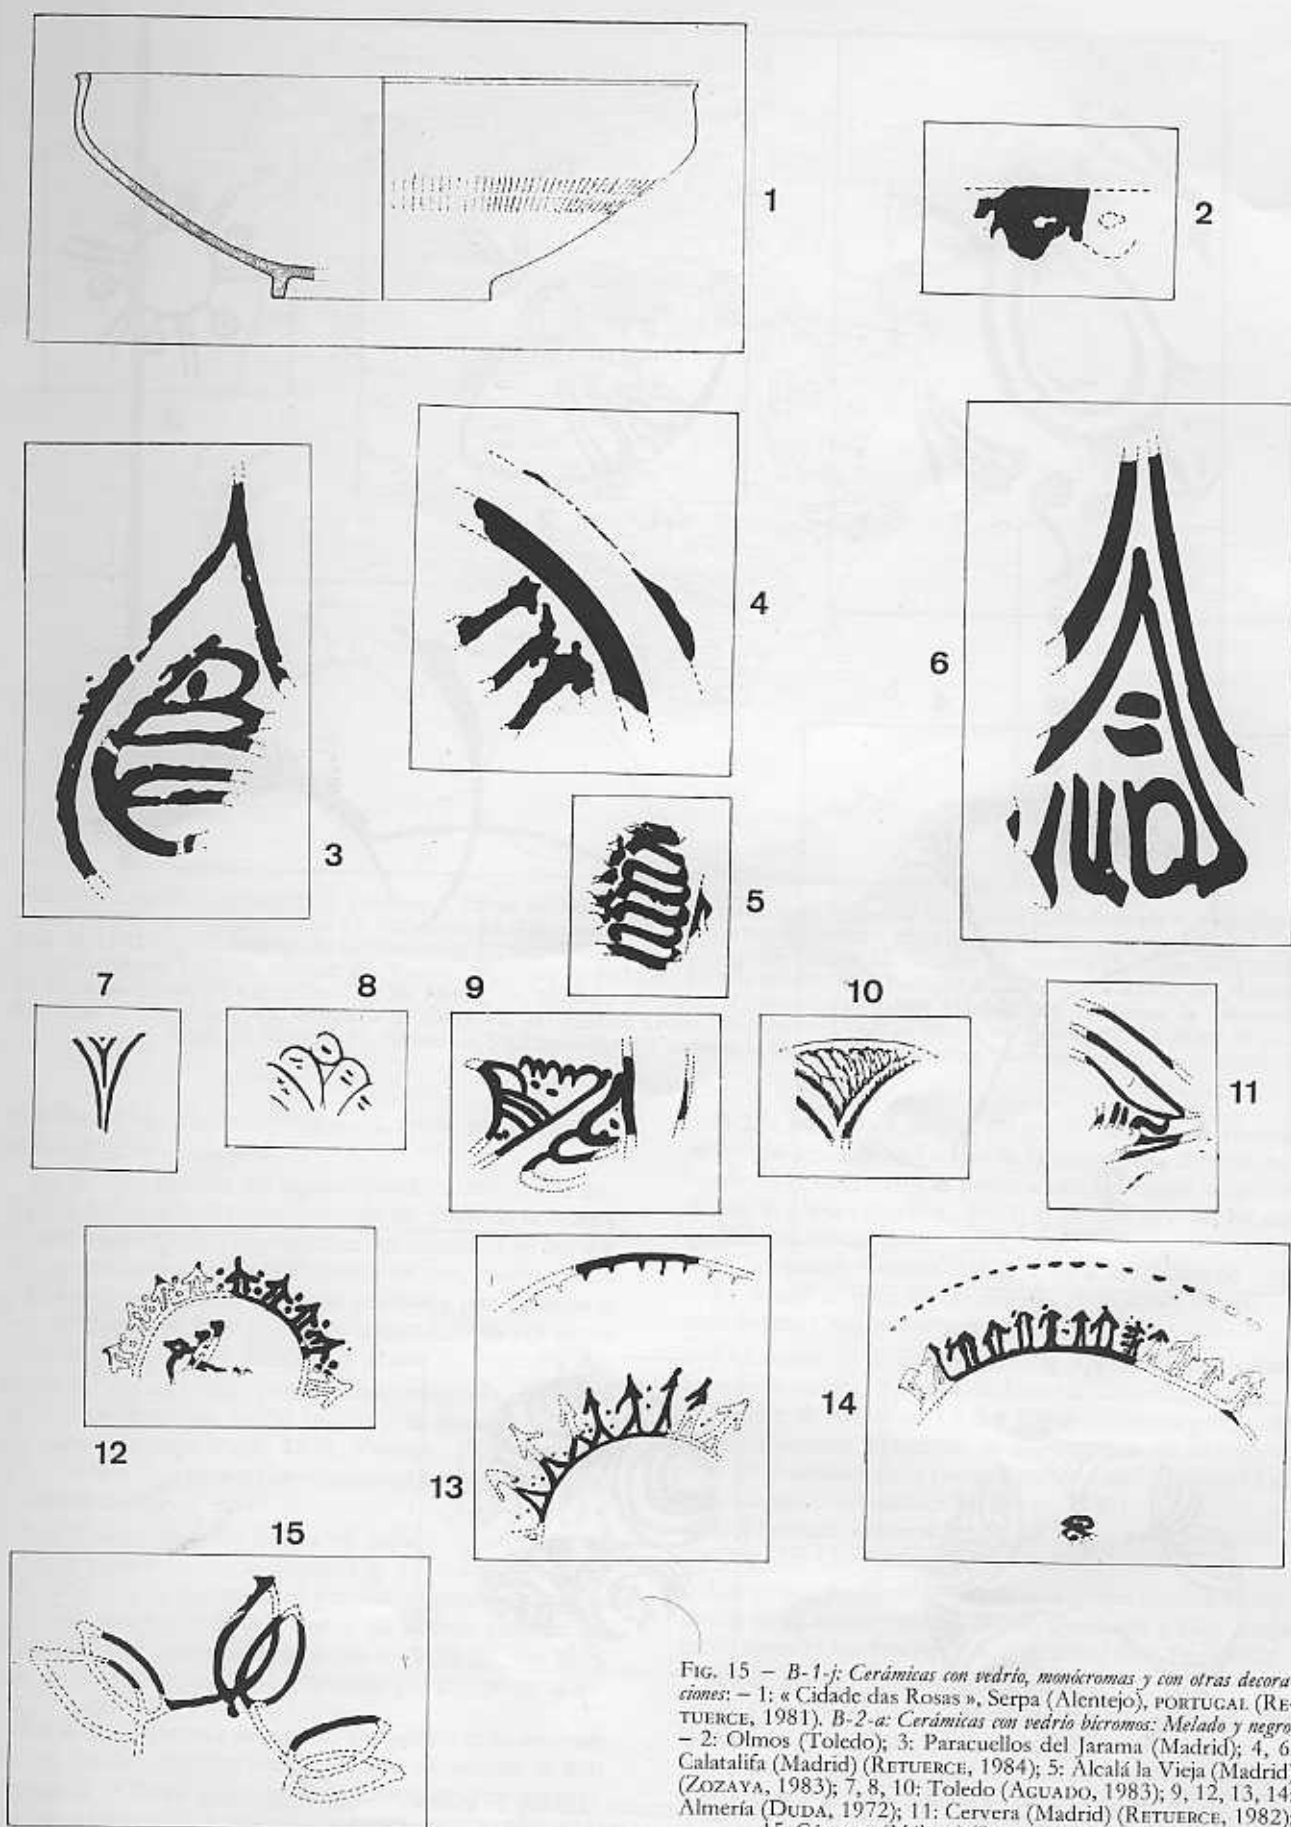 1
2
4
6
3
5
7 8 9 10
11
12
13
14
15
FIG. 15 – B-1-j: Cerámicas con vedrío, monócromas y con otras decora-
ciones: – 1: « Cidade das Rosas », Serpa (Alentejo), PORTUGAL (RE-
TUERCE, 1981). B-2-a: Cerámicas con vedrío bícromos: Melado y negro
– 2: Olmos (Toledo); 3: Paracuellos del Jarama (Madrid); 4, 6
Calatalifa (Madrid) (RETUERCE, 1984); 5: Alcalá la Vieja (Madrid)
(ZOZAYA, 1983); 7, 8, 10: Toledo (AGUADO, 1983); 9, 12, 13, 14:
Almería (DUDA, 1972); 11: Cervera (Madrid) (RETUERCE, 1982);
15: